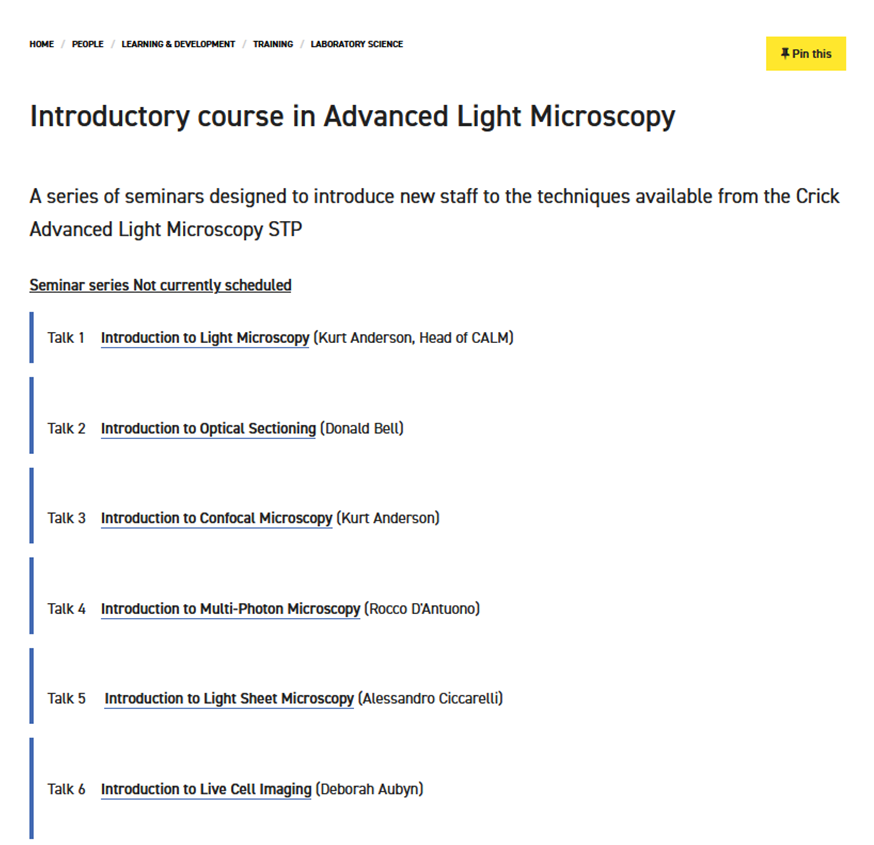 HOME / PEOPLE / LEARNING & DEVELOPMENT / TRAINING / LABORATORY SCIENCE
Pin this
Introductory course in Advanced Light Microscopy
A series of seminars designed to introduce new staff to the techniques available from the Crick
Advanced Light Microscopy STP
Seminar series Not currently scheduled
Talk 1 Introduction to Light Microscopy (Kurt Anderson, Head of CALM)
Talk 2 Introduction to Optical Sectioning (Donald Bell)
Talk 3 Introduction to Confocal Microscopy (Kurt Anderson)
Talk 4 Introduction to Multi-Photon Microscopy (Rocco D'Antuono)
Talk 5 Introduction to Light Sheet Microscopy (Alessandro Ciccarelli)
Talk 6 Introduction to Live Cell Imaging (Deborah Aubyn)